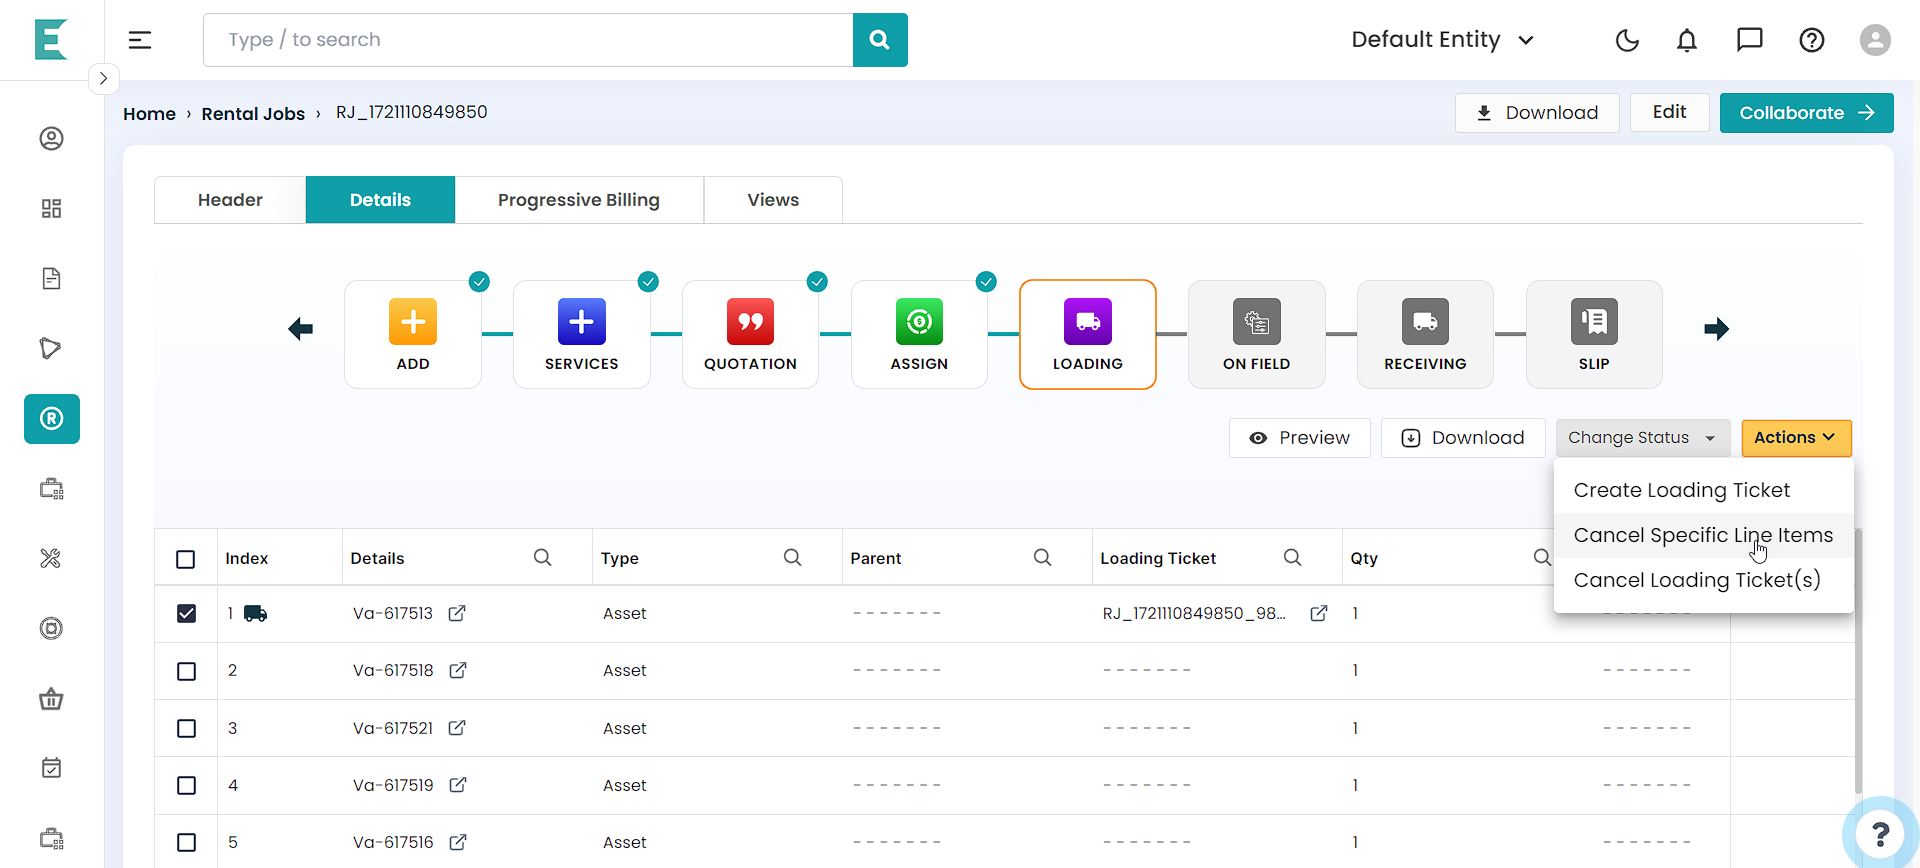 E
Type / to search
Default Entity
Home › Rental Jobs › RJ_1721110849850
Download
Edit
Collaborate
Header
Details
Progressive Billing
Views
ADD
SERVICES
QUOTATION
ASSIGN
LOADING
ON FIELD
RECEIVING
SLIP
Preview
Download
Change Status
Actions
Create Loading Ticket
Cancel Specific Line Items
Cancel Loading Ticket(s)
Index Details Type Parent Loading Ticket Qty
1 Va-617513 Asset ------- RJ_1721110849850_98... 1 -------
2 Va-617518 Asset ------- ------- 1 -------
3 Va-617521 Asset ------- ------- 1 -------
4 Va-617519 Asset ------- ------- 1 -------
5 Va-617516 Asset ------- ------- 1 -------
R
?